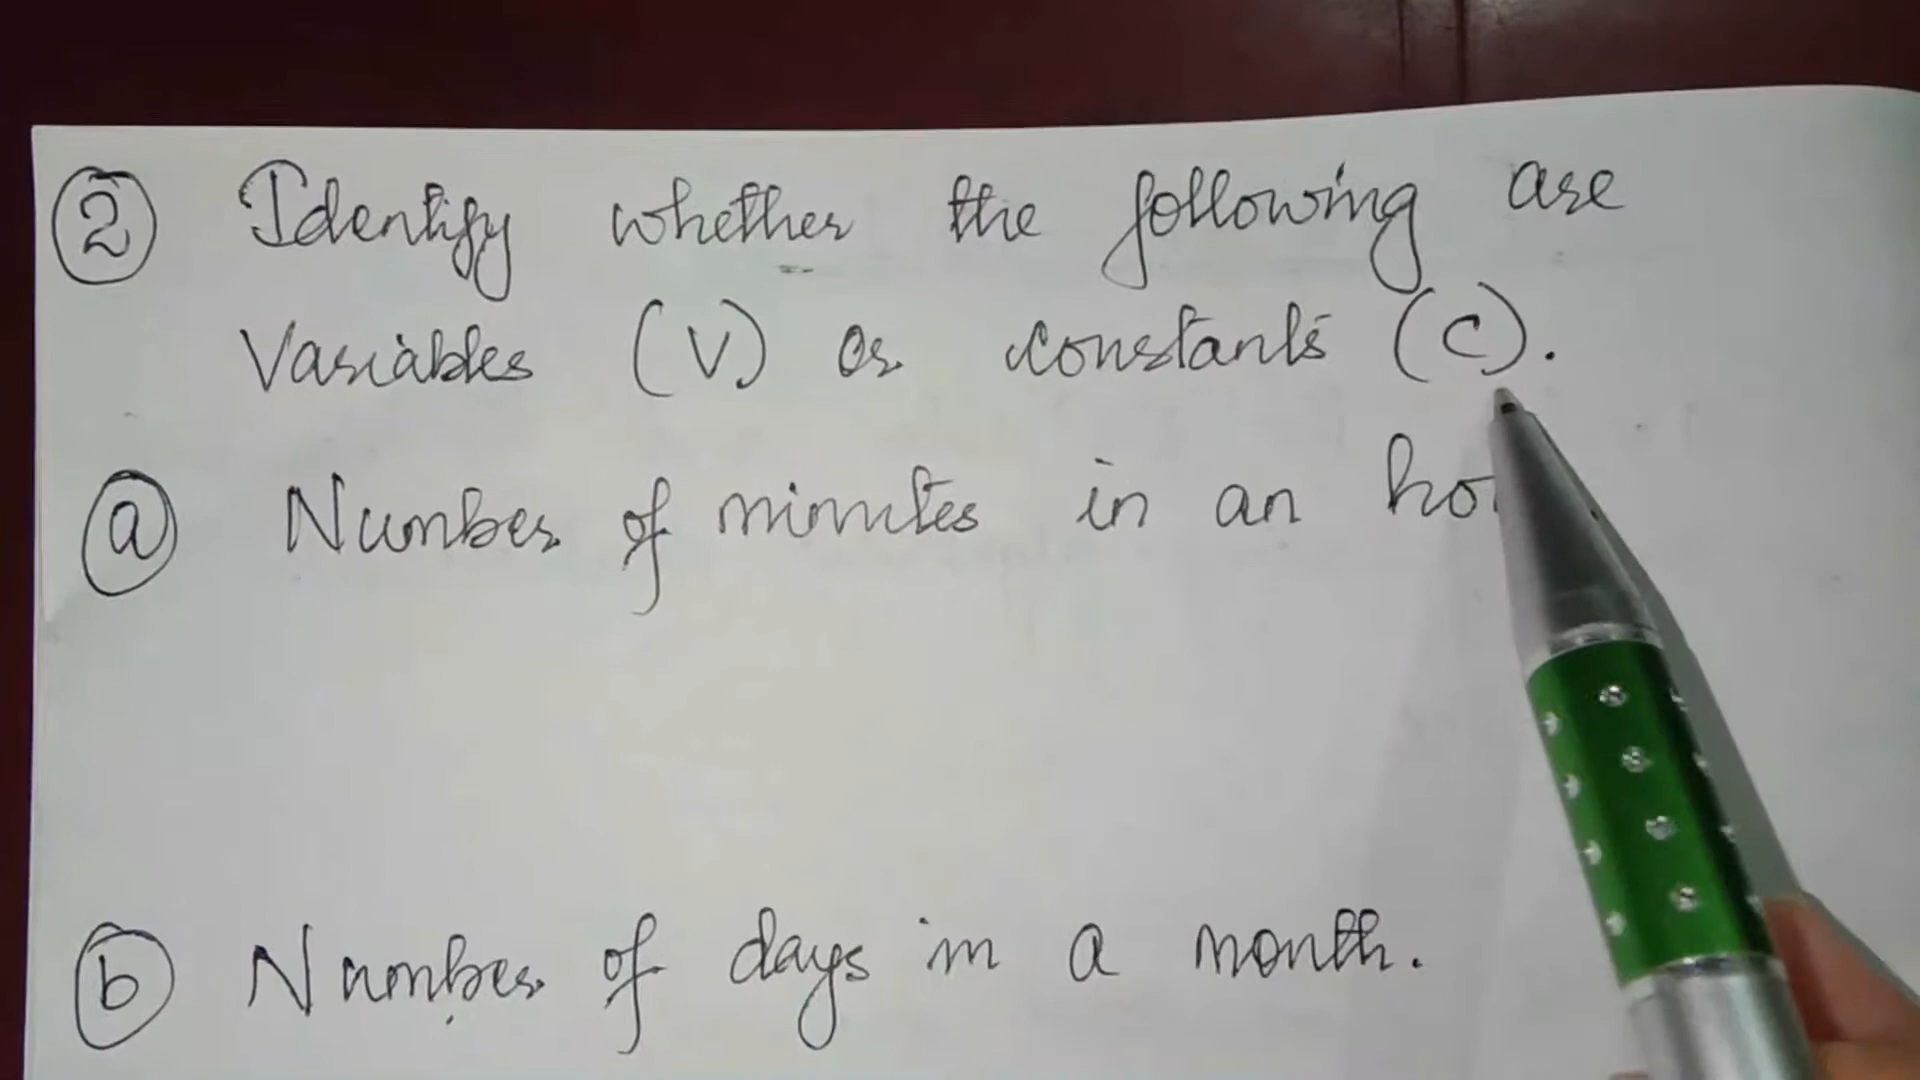 2 Identify whether the following are
Variables (V) or constants (C).
a Number of minutes in an
b Number of days in a month.